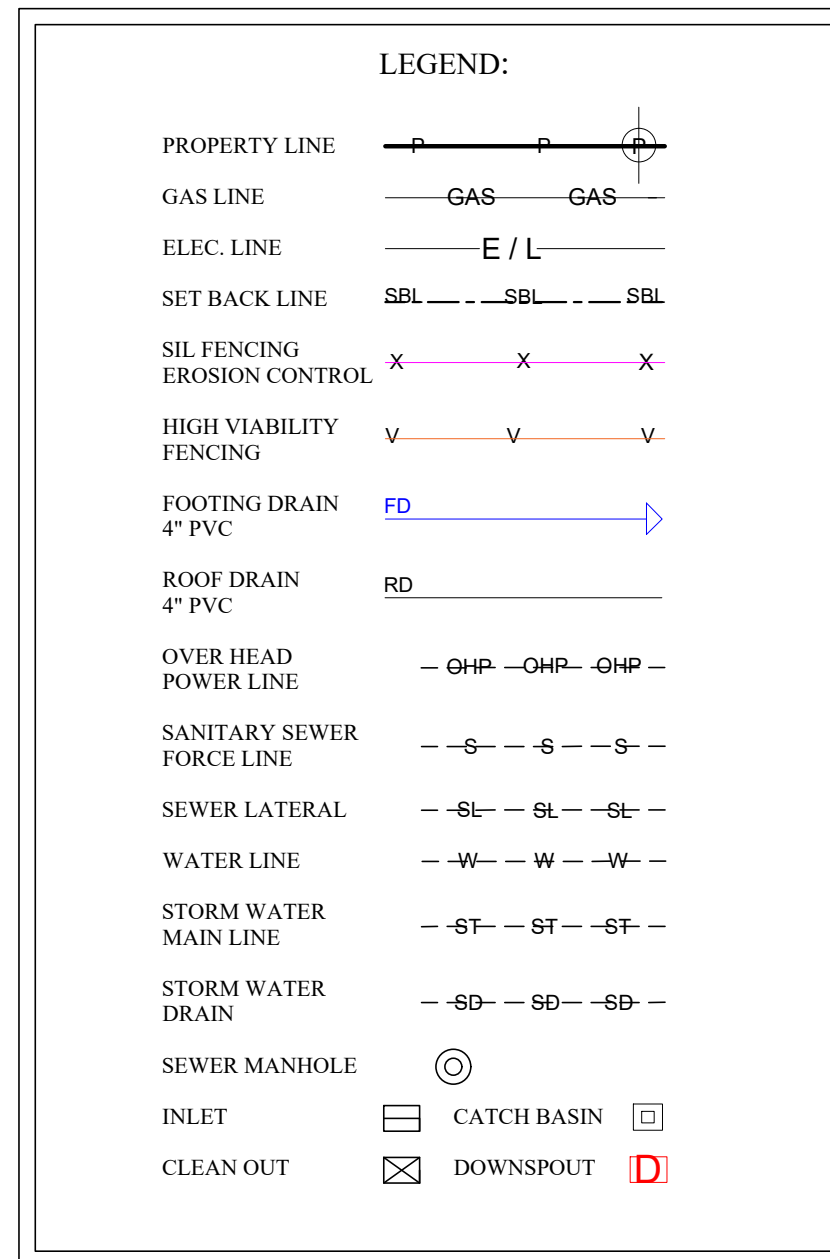 LEGEND:
PROPERTY LINE P P P
GAS LINE GAS GAS
ELEC. LINE E / L
SET BACK LINE SBL SBL SBL
SIL FENCING
EROSION CONTROL X X X
HIGH VIABILITY
FENCING V V V
FOOTING DRAIN FD
4" PVC
ROOF DRAIN RD
4" PVC
OVER HEAD
POWER LINE OHP OHP OHP
SANITARY SEWER
FORCE LINE S S S
SEWER LATERAL SL SL SL
WATER LINE W W W
STORM WATER
MAIN LINE ST ST ST
STORM WATER
DRAIN SD SD SD
SEWER MANHOLE
INLET CATCH BASIN
CLEAN OUT DOWNSPOUT D